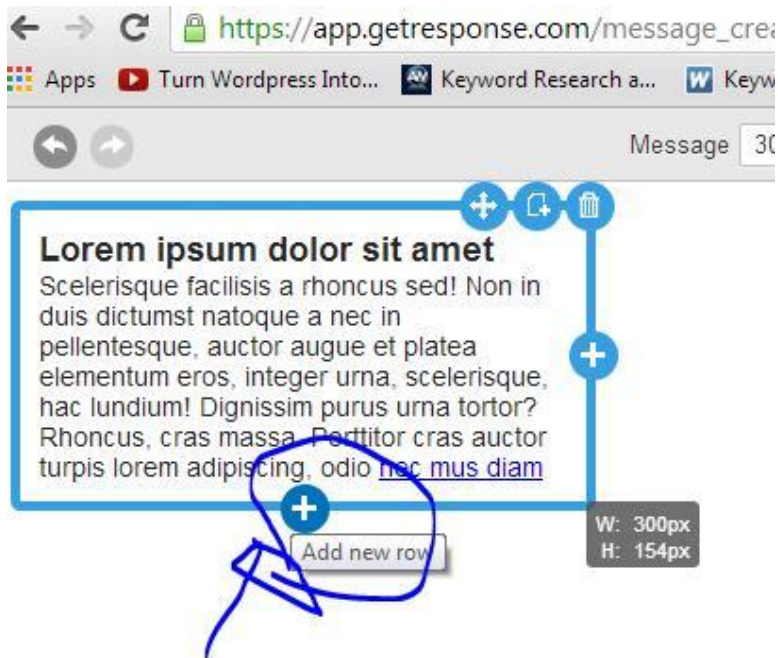 https://app.getresponse.com/message_crea
Apps Turn Wordpress Into... Keyword Research a... Keyw
Message 30
Lorem ipsum dolor sit amet
Scelerisque facilisis a rhoncus sed! Non in
duis dictumst natoque a nec in
pellentesque, auctor augue et platea
elementum eros, integer urna, scelerisque,
hac lundium! Dignissim purus urna tortor?
Rhoncus, cras massa. Porttitor cras auctor
turpis lorem adipiscing, odio nec mus diam
Add new row
W: 300px
H: 154px